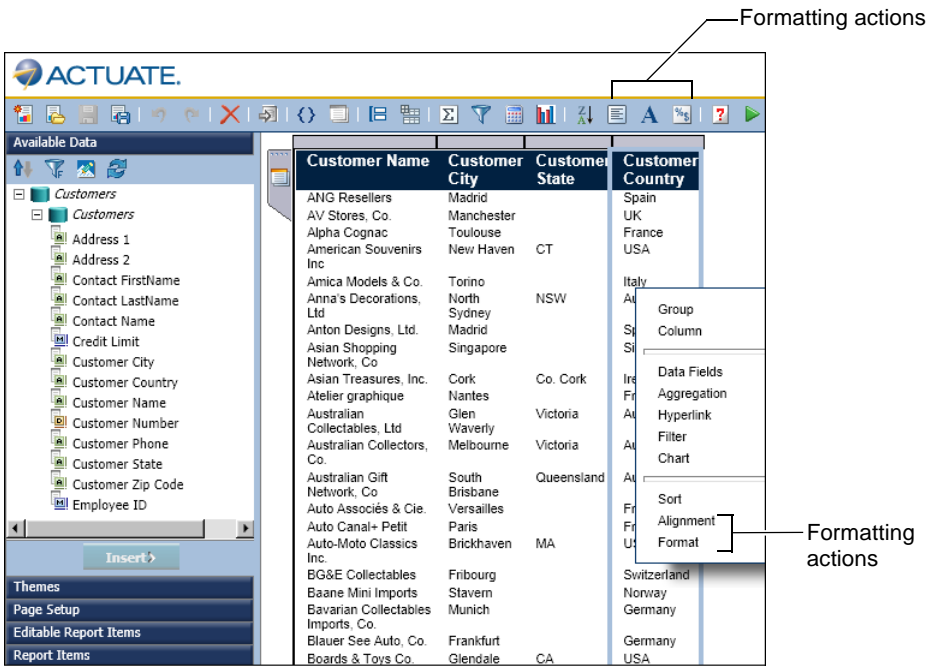 Formatting actions
ACTUATE.
Available Data
Customers
Customers
Address 1
Address 2
Contact FirstName
Contact LastName
Contact Name
Credit Limit
Customer City
Customer Country
Customer Name
Customer Number
Customer Phone
Customer State
Customer Zip Code
Employee ID
Insert
Themes
Page Setup
Editable Report Items
Report Items
Customer Name Customer City Customer State Customer Country
ANG Resellers Madrid Spain
AV Stores, Co. Manchester UK
Alpha Cognac Toulouse France
American Souvenirs Inc New Haven CT USA
Amica Models & Co. Torino Italy
Anna's Decorations, Ltd North Sydney NSW
Anton Designs, Ltd. Madrid
Asian Shopping Network, Co Singapore
Asian Treasures, Inc. Cork Co. Cork
Atelier graphique Nantes
Australian Collectables, Ltd Glen Waverly Victoria
Australian Collectors, Co. Melbourne Victoria
Australian Gift Network, Co South Brisbane Queensland
Auto Associés & Cie. Versailles
Auto Canal+ Petit Paris
Auto-Moto Classics Inc. Brickhaven MA
BG&E Collectables Fribourg Switzerland
Baane Mini Imports Stavern Norway
Bavarian Collectables Imports, Co. Munich Germany
Blauer See Auto, Co. Frankfurt Germany
Boards & Toys Co. Glendale CA USA
Group
Column
Data Fields
Aggregation
Hyperlink
Filter
Chart
Sort
Alignment
Format
Formatting
actions